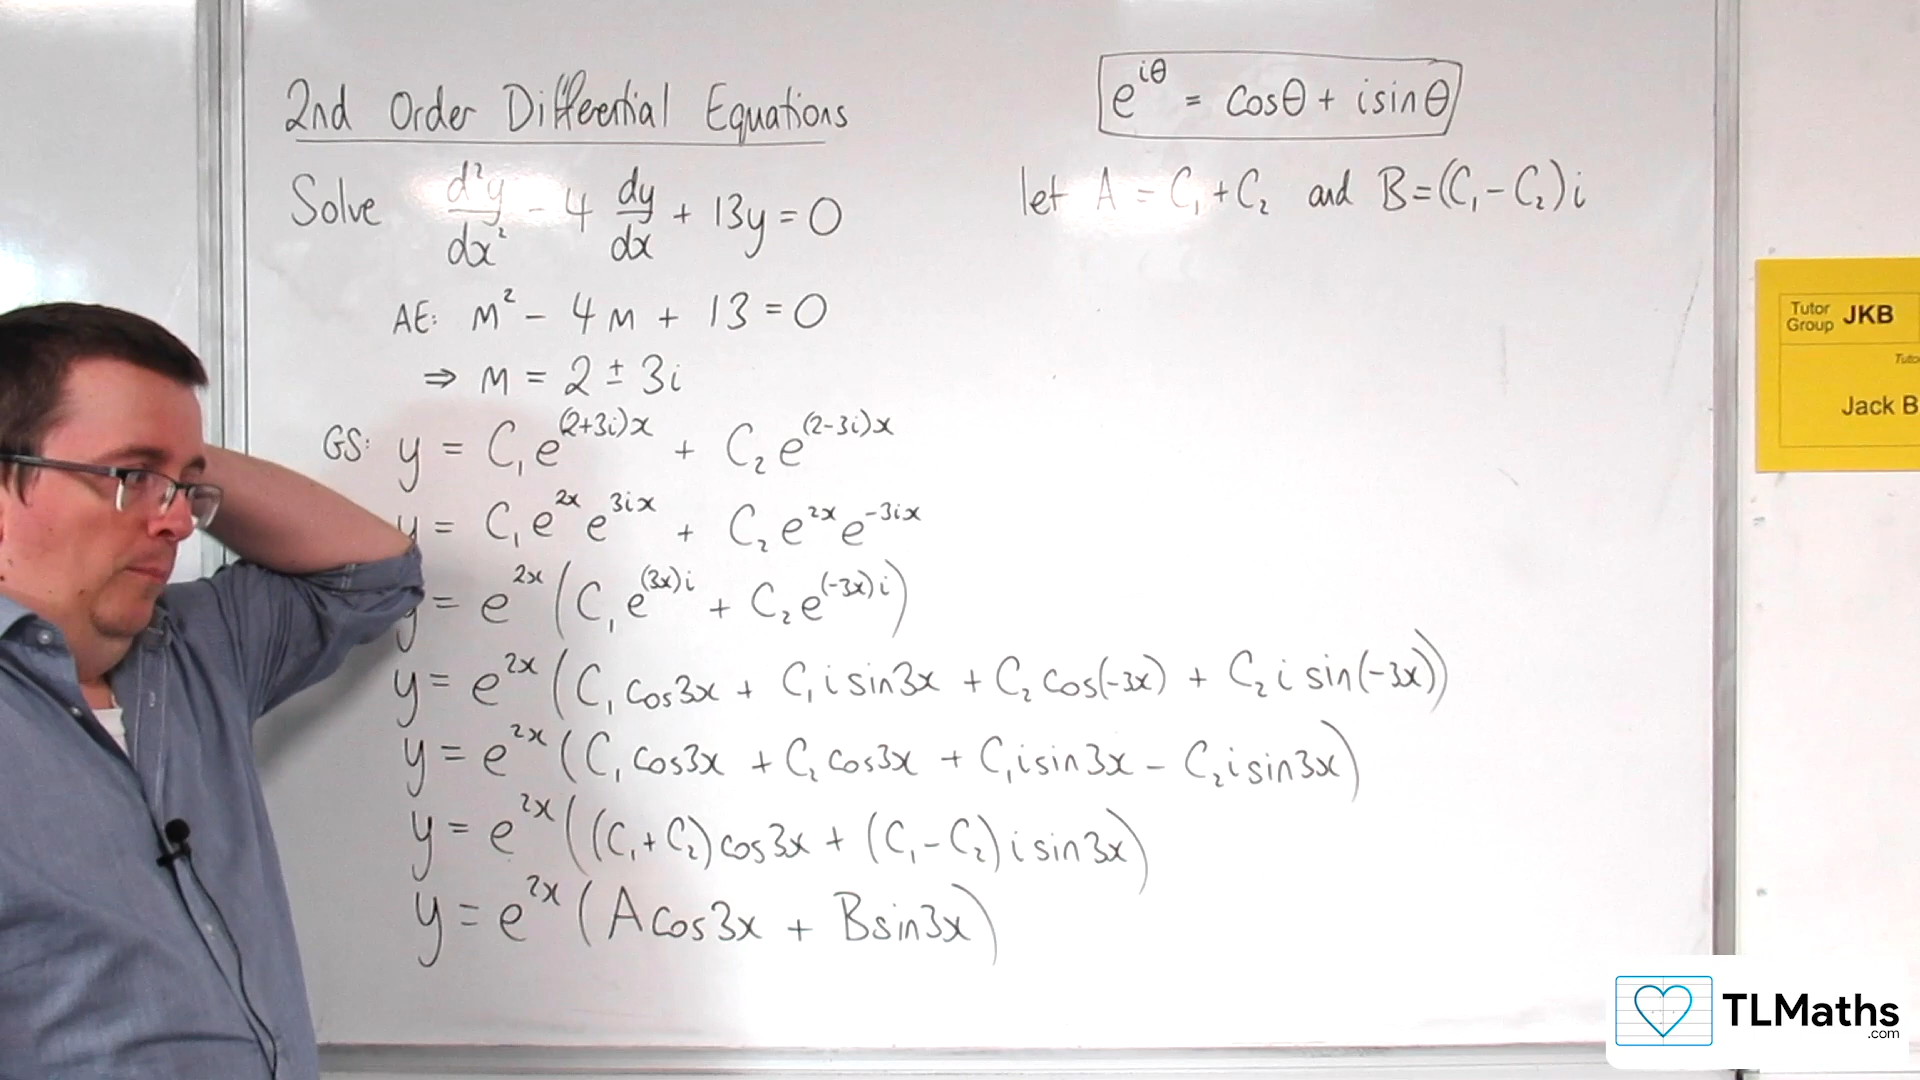 2nd Order Differential Equations
Solve d²y/dx² - 4 dy/dx + 13y = 0
AE: m² - 4m + 13 = 0
⇒ m = 2 ± 3i
GS: y = C₁e^(2+3i)x + C₂e^(2-3i)x
y = C₁e^2x e^3ix + C₂e^2x e^-3ix
y = e^2x (C₁e^(3x)i + C₂e^(-3x)i)
y = e^2x (C₁cos3x + C₁isin3x + C₂cos(-3x) + C₂isin(-3x))
y = e^2x (C₁cos3x + C₂cos3x + C₁isin3x - C₂isin3x)
y = e^2x ((C₁+C₂)cos3x + (C₁-C₂)isin3x)
y = e^2x (Acos3x + Bsin3x)
e^iθ = cosθ + isinθ
let A = C₁+C₂ and B=(C₁-C₂)i
Tutor Group JKB
Jack B
TLMaths
.com